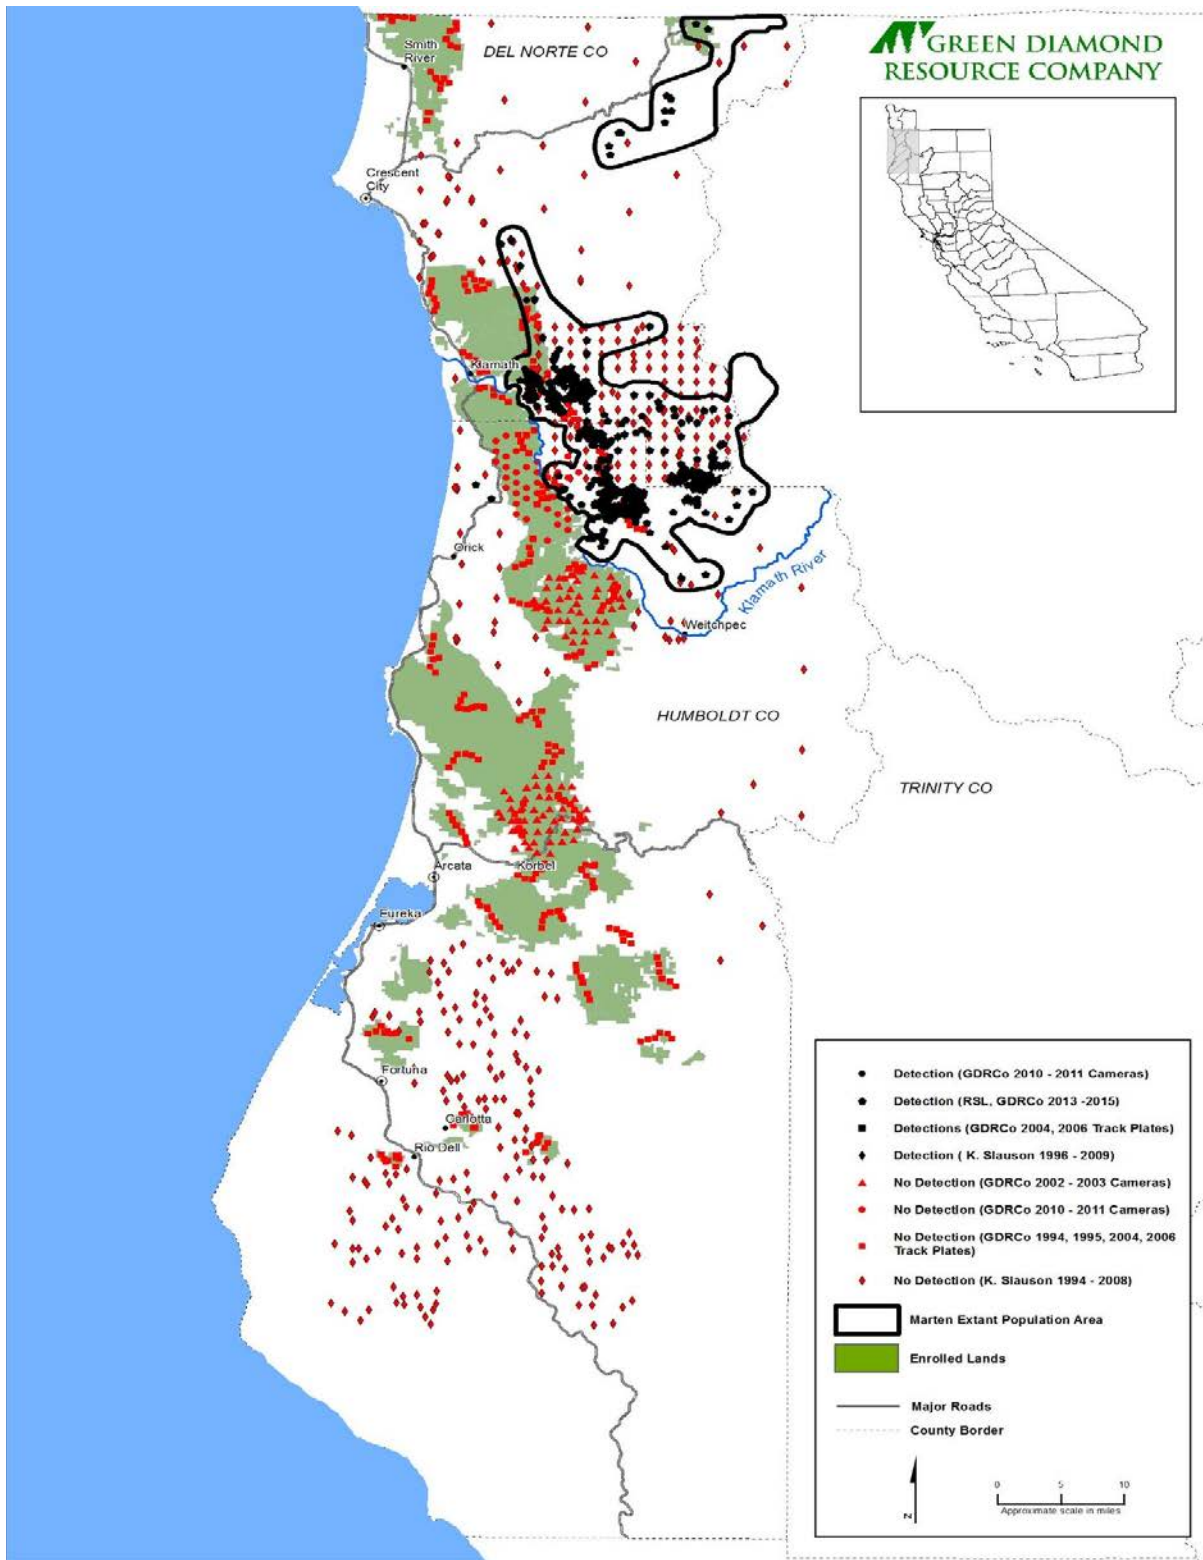 GREEN DIAMOND
RESOURCE COMPANY
DEL NORTE CO
Smith
River
Crescent
City
Klamath
Orick
Klamath River
Weitchpec
HUMBOLDT CO
TRINITY CO
Arcata
Korbel
Eureka
Fortuna
Carlotta
Rio Dell
Detection (GDRCo 2010 - 2011 Cameras)
Detection (RSL, GDRCo 2013 -2015)
Detections (GDRCo 2004, 2006 Track Plates)
Detection ( K. Slauson 1996 - 2009)
No Detection (GDRCo 2002 - 2003 Cameras)
No Detection (GDRCo 2010 - 2011 Cameras)
No Detection (GDRCo 1994, 1995, 2004, 2006
Track Plates)
No Detection (K. Slauson 1994 - 2008)
Marten Extant Population Area
Enrolled Lands
Major Roads
County Border
N
0 5 10
Approximate scale in miles